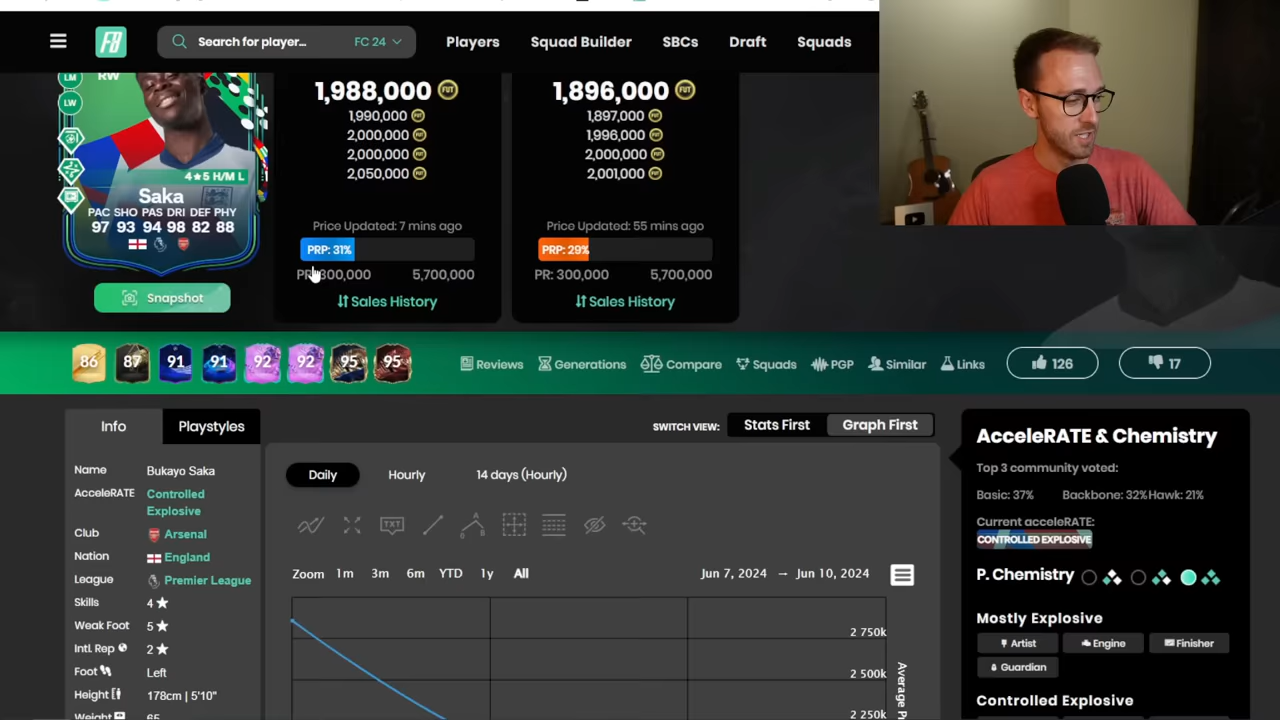 FB
Search for player...
FC 24
Players
Squad Builder
SBCs
Draft
Squads
LM
RW
LW
4★5 H/M L
Saka
PAC SHO PAS DRI DEF PHY
97 93 94 98 82 88
Snapshot
1,988,000
1,990,000
2,000,000
2,000,000
2,050,000
Price Updated: 7 mins ago
PRP: 31%
PR: 300,000
5,700,000
Sales History
1,896,000
1,897,000
1,996,000
2,000,000
2,001,000
Price Updated: 55 mins ago
PRP: 29%
PR: 300,000
5,700,000
Sales History
86 87 91 91 92 92 95 95
Reviews
Generations
Compare
Squads
PGP
Similar
Links
126
17
Info
Playstyles
Name Bukayo Saka
AcceleRATE Controlled
Explosive
Club Arsenal
Nation England
League Premier League
Skills 4★
Weak Foot 5★
Intl. Rep 2★
Foot Left
Height 178cm | 5'10"
Weight 65
SWITCH VIEW:
Stats First
Graph First
Daily
Hourly
14 days (Hourly)
TXT
Zoom 1m 3m 6m YTD 1y All
Jun 7, 2024 → Jun 10, 2024
2 750k
2 500k
2 250k
Average P
AcceleRATE & Chemistry
Top 3 community voted:
Basic: 37% Backbone: 32% Hawk: 21%
Current acceleRATE:
CONTROLLED EXPLOSIVE
P. Chemistry
Mostly Explosive
Artist
Engine
Finisher
Guardian
Controlled Explosive